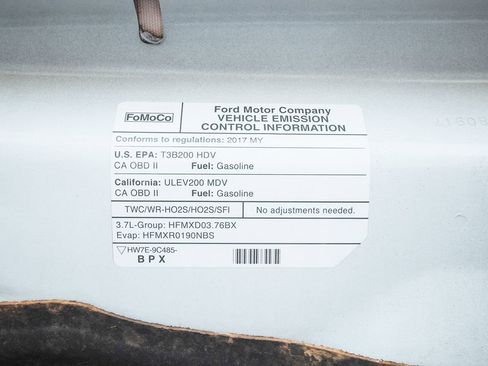 FoMoCo
Ford Motor Company
VEHICLE EMISSION
CONTROL INFORMATION
Conforms to regulations: 2017 MY
U.S. EPA: T3B200 HDV
CA OBD II Fuel: Gasoline
California: ULEV200 MDV
CA OBD II Fuel: Gasoline
TWC/WR-HO2S/HO2S/SFI No adjustments needed.
3.7L-Group: HFMXD03.76BX
Evap: HFMXR0190NBS
HW7E-9C485-
BPX